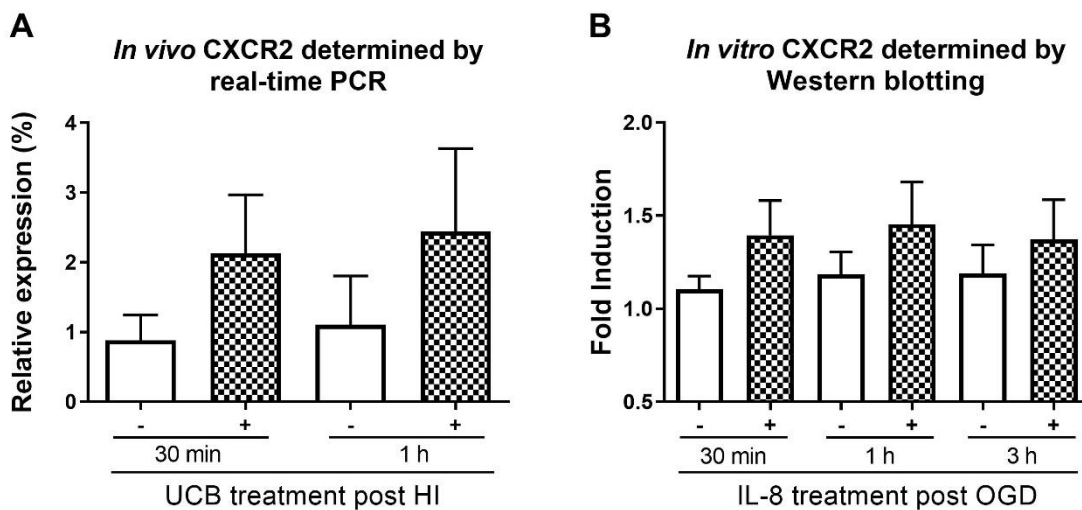 A
In vivo CXCR2 determined by
real-time PCR
Relative expression (%)
4
3
2
1
0
- + - +
30 min 1 h
UCB treatment post HI
B
In vitro CXCR2 determined by
Western blotting
Fold Induction
2.0
1.5
1.0
0.5
- + - + - +
30 min 1 h 3 h
IL-8 treatment post OGD